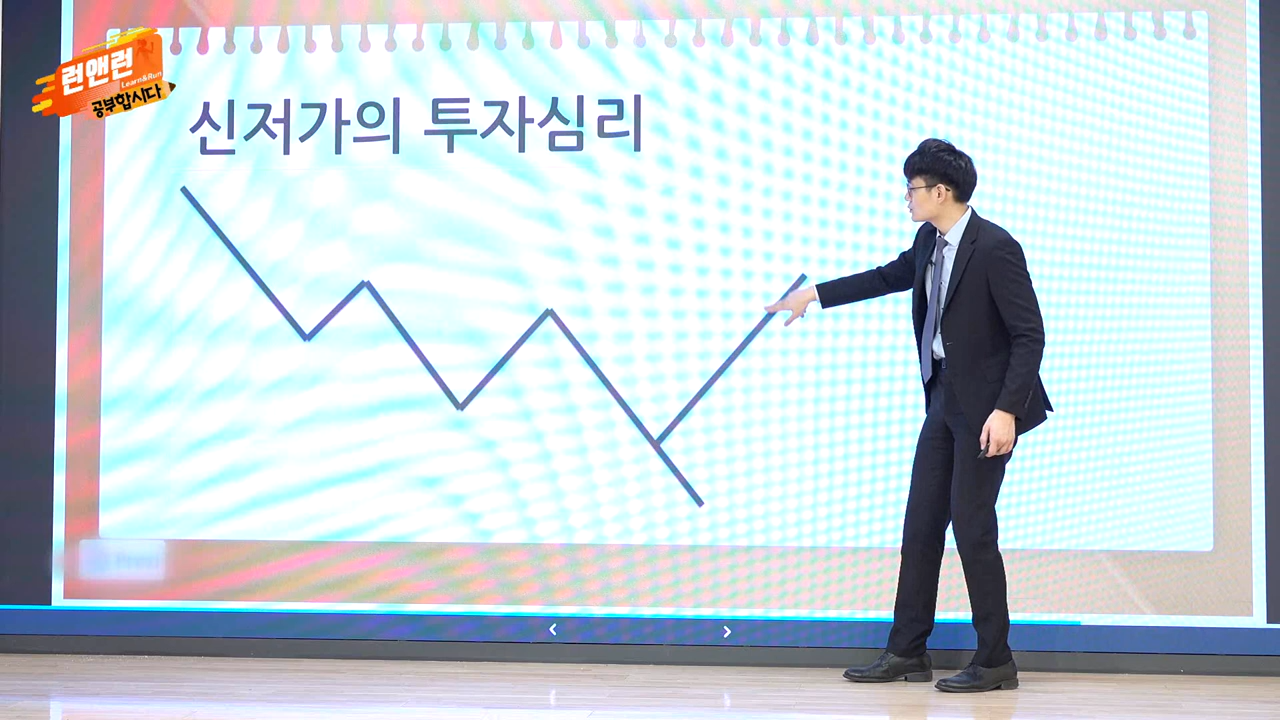 런앤런
Learn&Run
공부합시다
신저가의 투자심리